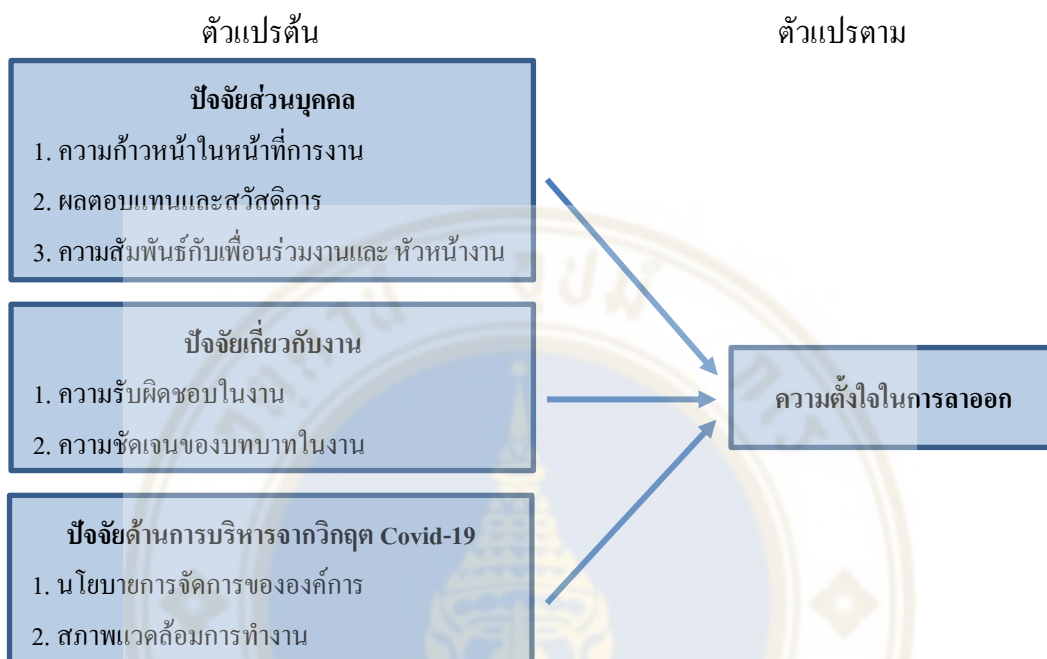 ตัวแปรต้น
ตัวแปรตาม
ปัจจัยส่วนบุคคล
1. ความก้าวหน้าในหน้าที่การงาน
2. ผลตอบแทนและสวัสดิการ
3. ความสัมพันธ์กับเพื่อนร่วมงานและ หัวหน้างาน
ปัจจัยเกี่ยวกับงาน
1. ความรับผิดชอบในงาน
2. ความชัดเจนของบทบาทในงาน
ความตั้งใจในการลาออก
ปัจจัยด้านการบริหารจากวิกฤต Covid-19
1. นโยบายการจัดการขององค์การ
2. สภาพแวดล้อมการทำงาน